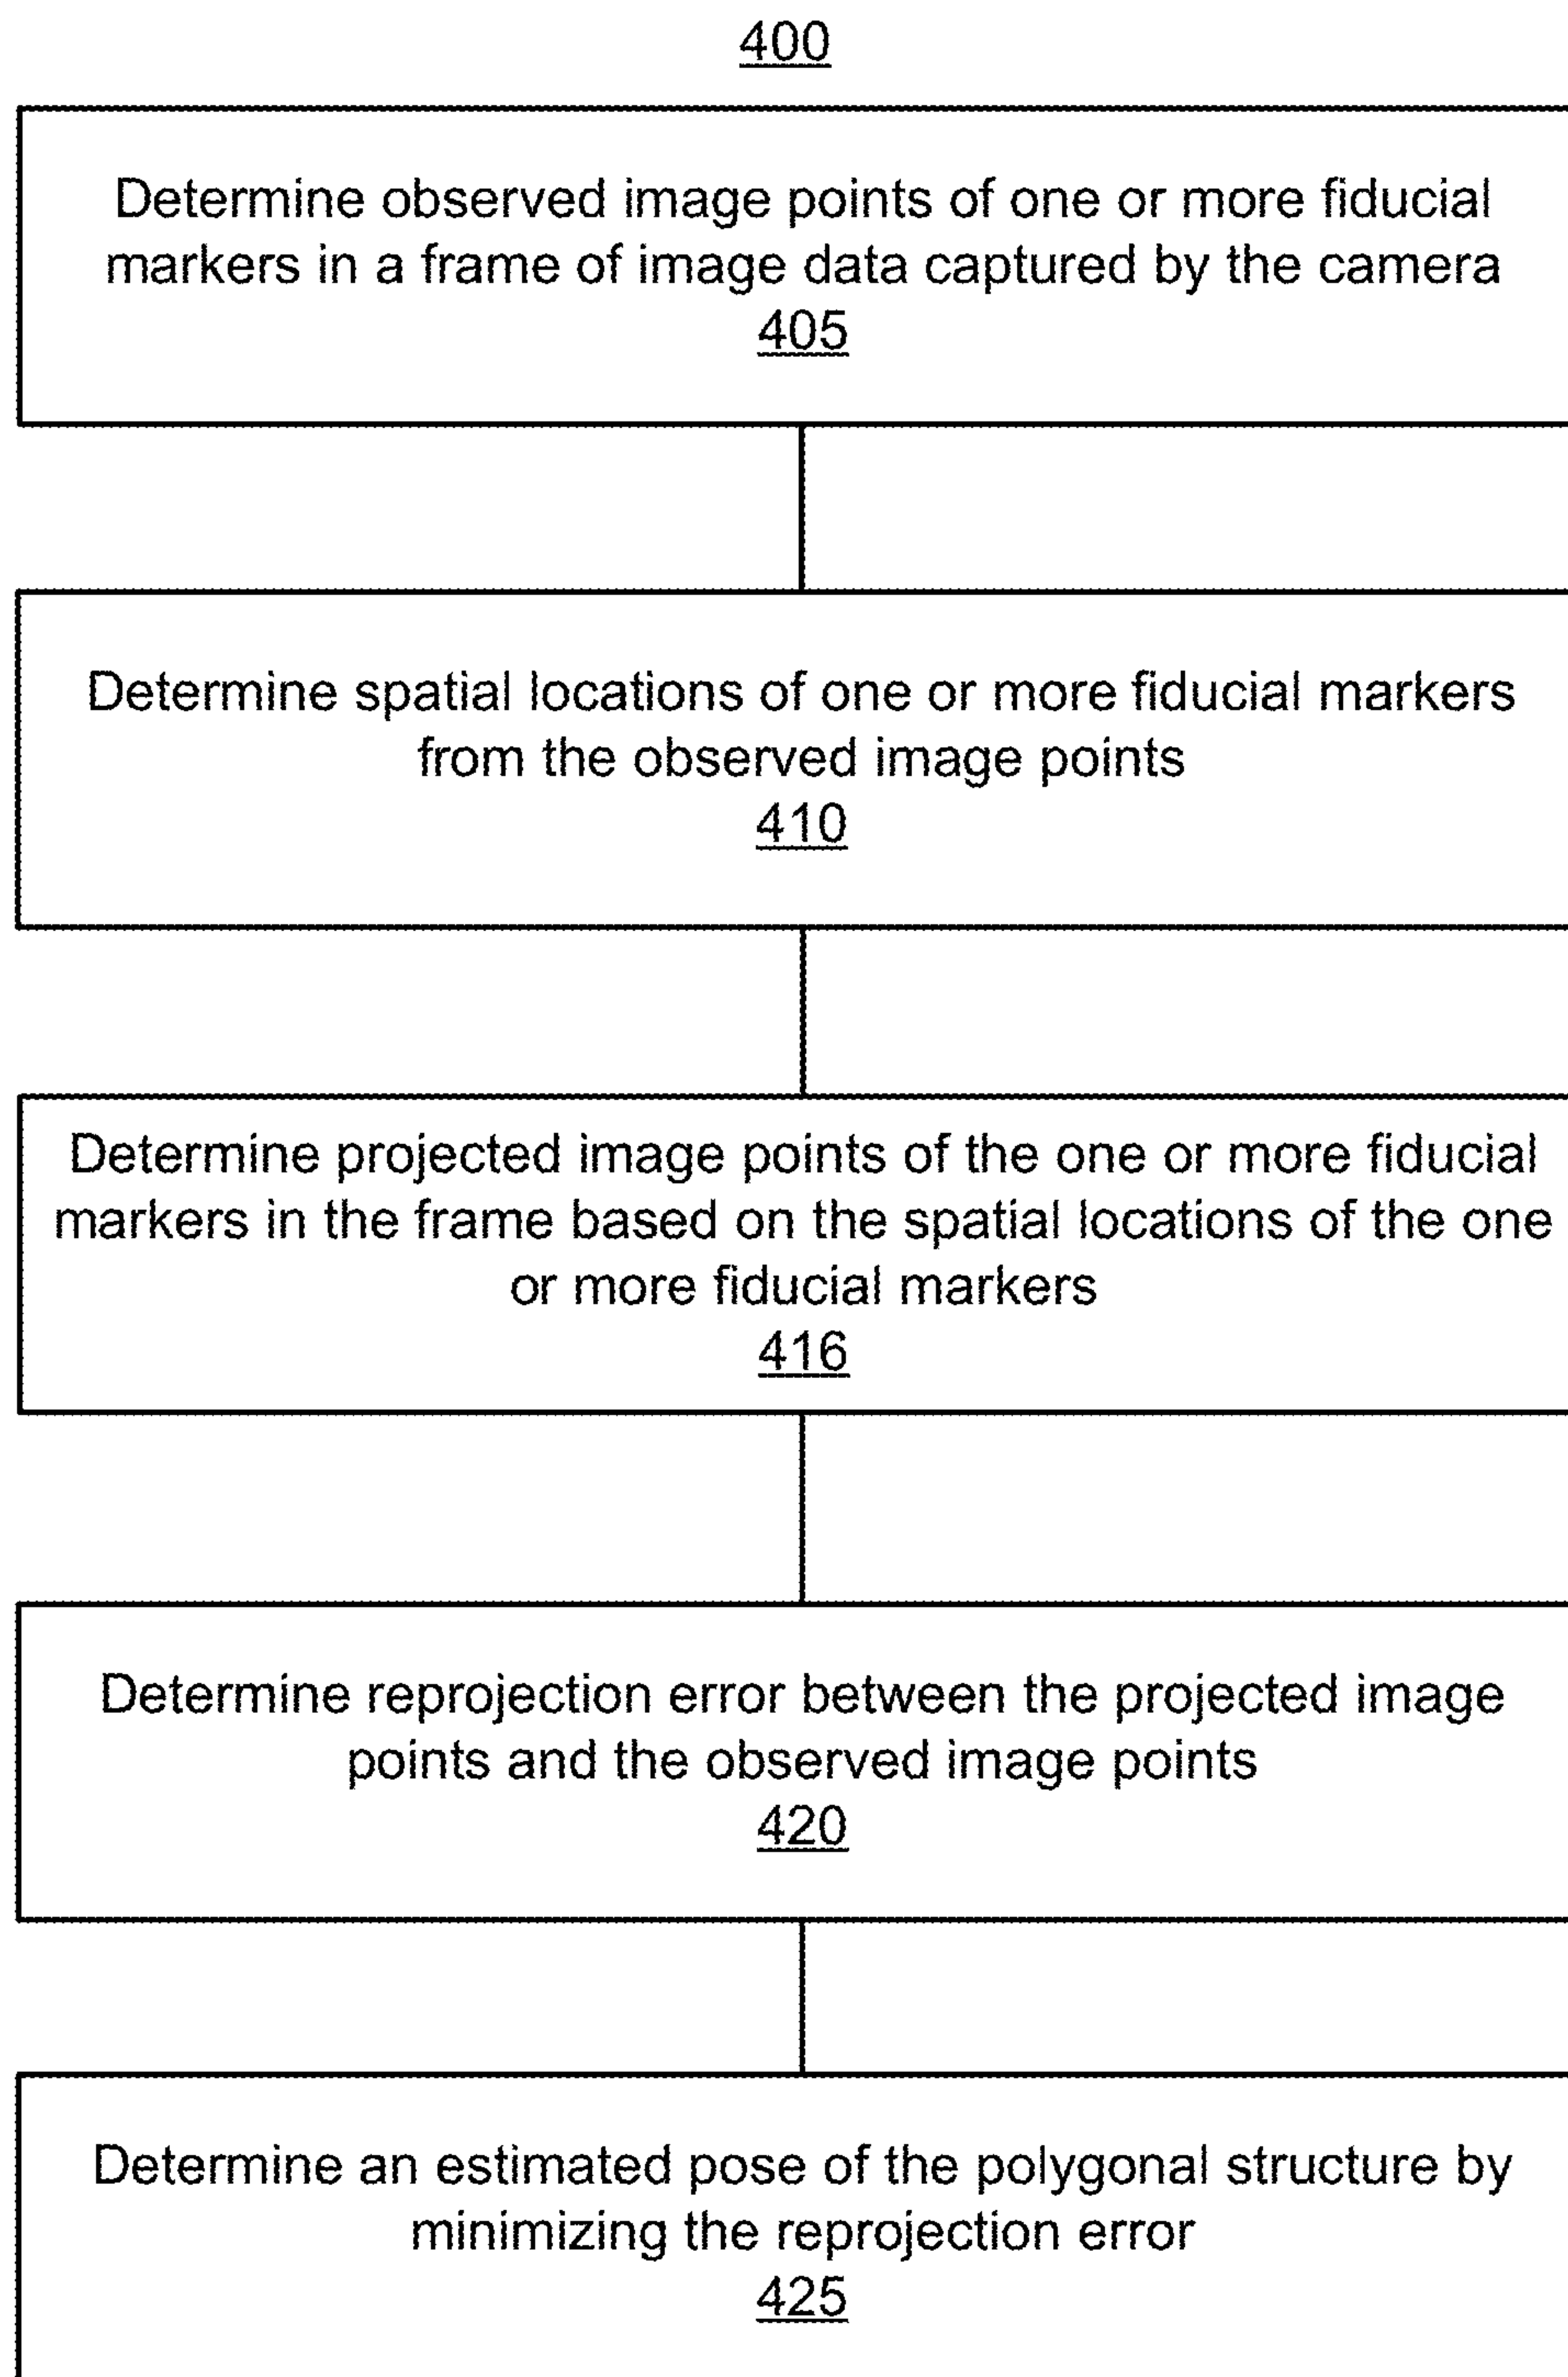 400
Determine observed image points of one or more fiducial
markers in a frame of image data captured by the camera
405
Determine spatial locations of one or more fiducial markers
from the observed image points
410
Determine projected image points of the one or more fiducial
markers in the frame based on the spatial locations of the one
or more fiducial markers
416
Determine reprojection error between the projected image
points and the observed image points
420
Determine an estimated pose of the polygonal structure by
minimizing the reprojection error
425